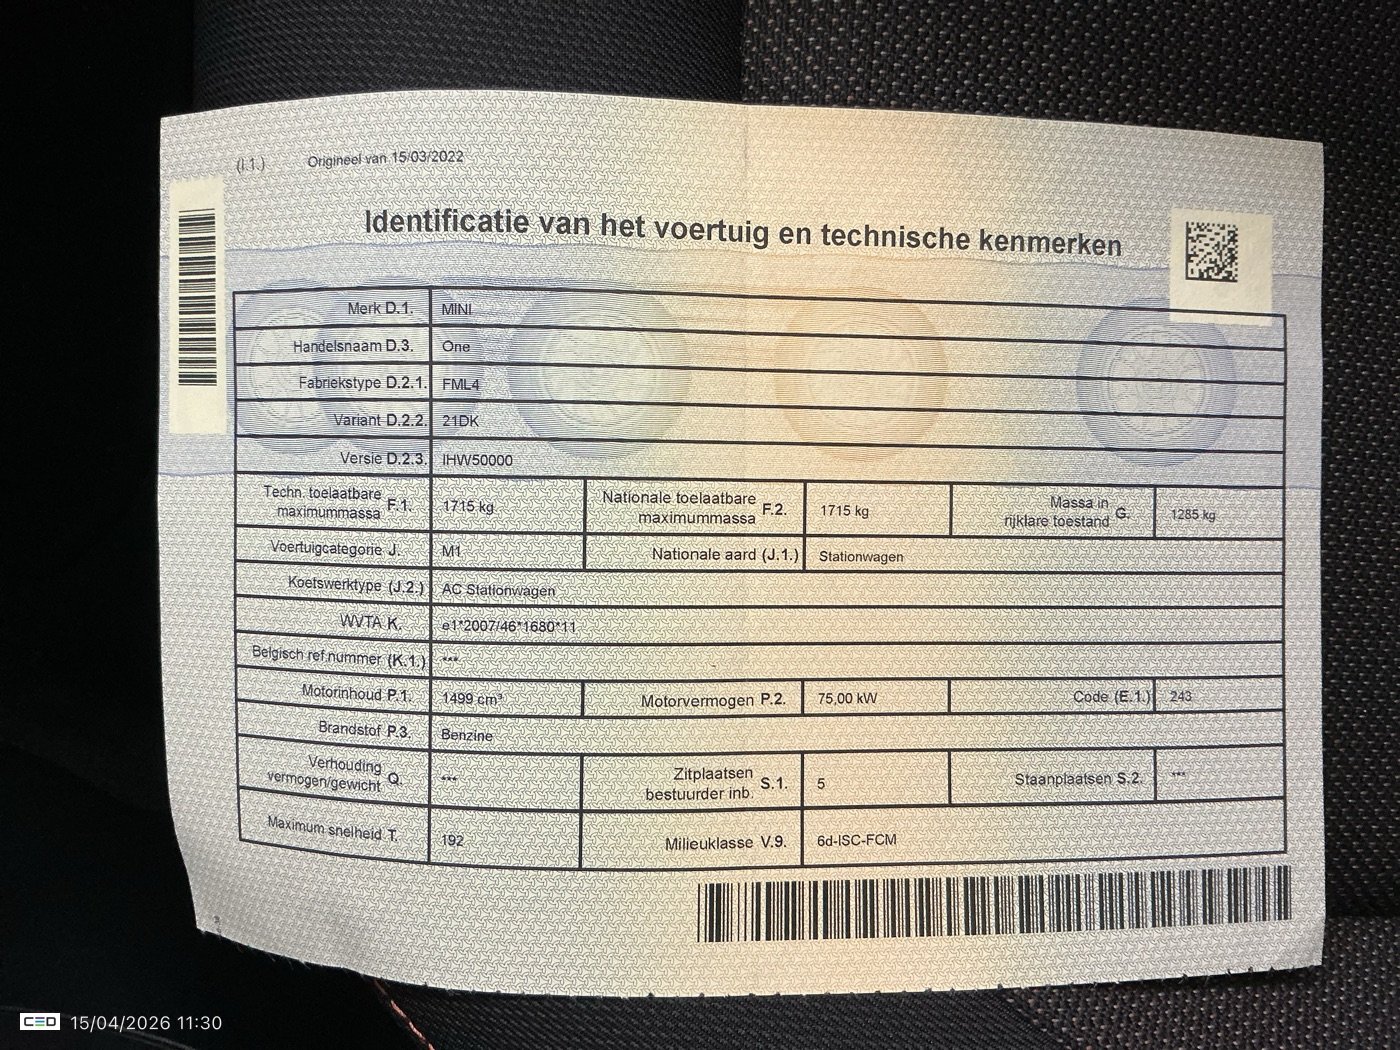 (I.1.) Origineel van 15/03/2022
Identificatie van het voertuig en technische kenmerken
Merk D.1. MINI
Handelsnaam D.3. One
Fabriekstype D.2.1. FML4
Variant D.2.2. 21DK
Versie D.2.3. IHW50000
Techn. toelaatbare maximummassa F.1. 1715 kg Nationale toelaatbare maximummassa F.2. 1715 kg Massa in rijklare toestand G. 1285 kg
Voertuigcategorie J. M1 Nationale aard (J.1.) Stationwagen
Koetswerktype (J.2.) AC Stationwagen
WVTA K. e1*2007/46*1680*11
Belgisch ref.nummer (K.1.) ***
Motorinhoud P.1. 1499 cm³ Motorvermogen P.2. 75,00 kW Code (E.1.) 243
Brandstof P.3. Benzine
Verhouding vermogen/gewicht Q. *** Zitplaatsen bestuurder inb. S.1. 5 Staanplaatsen S.2. ***
Maximum snelheid T. 192 Milieuklasse V.9. 6d-ISC-FCM
CED 15/04/2026 11:30